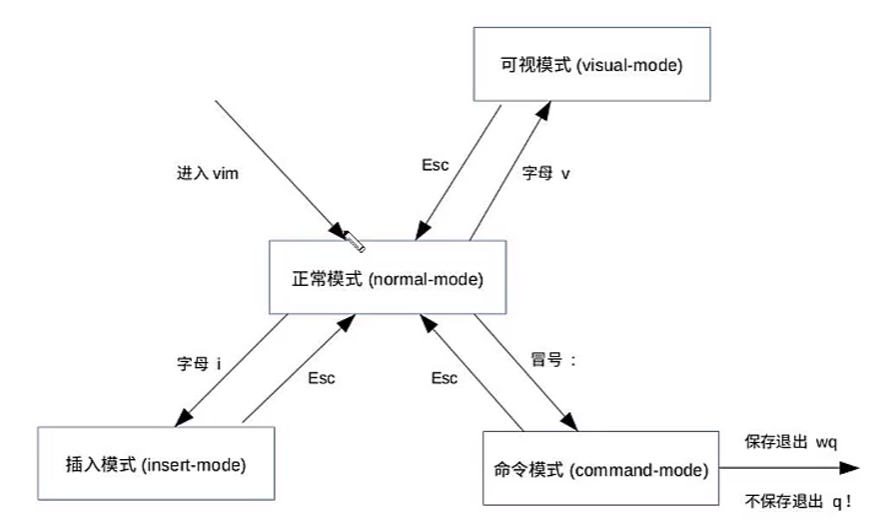 可视模式 (visual-mode)
Esc
字母 v
进入 vim
正常模式 (normal-mode)
字母 i
Esc
Esc
冒号 :
插入模式 (insert-mode)
命令模式 (command-mode)
保存退出 wq
不保存退出 q !